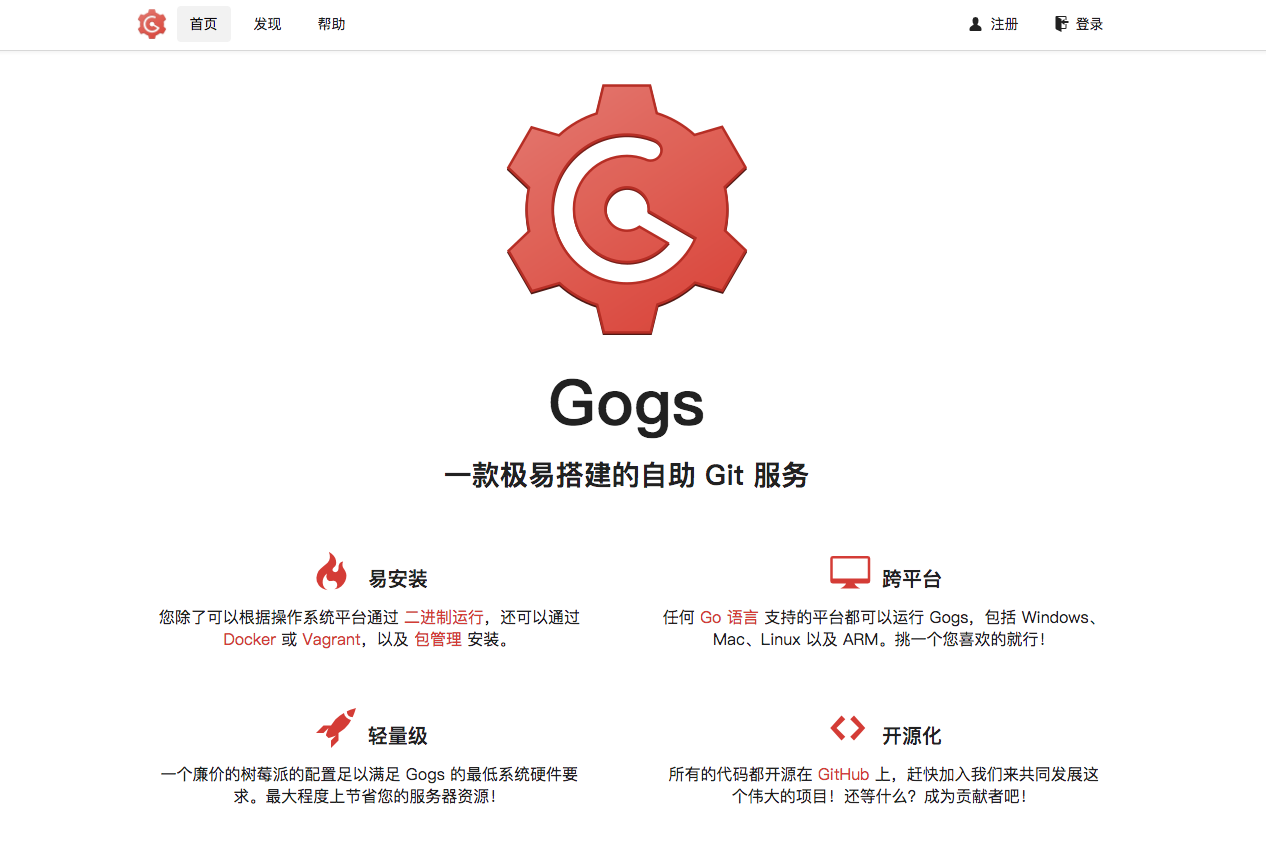 首页 发现 帮助 注册 登录
Gogs
一款极易搭建的自助 Git 服务
易安装
您除了可以根据操作系统平台通过 二进制运行，还可以通过
Docker 或 Vagrant，以及 包管理 安装。
跨平台
任何 Go 语言 支持的平台都可以运行 Gogs，包括 Windows、
Mac、Linux 以及 ARM。挑一个您喜欢的就行！
轻量级
一个廉价的树莓派的配置足以满足 Gogs 的最低系统硬件要
求。最大程度上节省您的服务器资源！
开源化
所有的代码都开源在 GitHub 上，赶快加入我们来共同发展这
个伟大的项目！还等什么？成为贡献者吧！